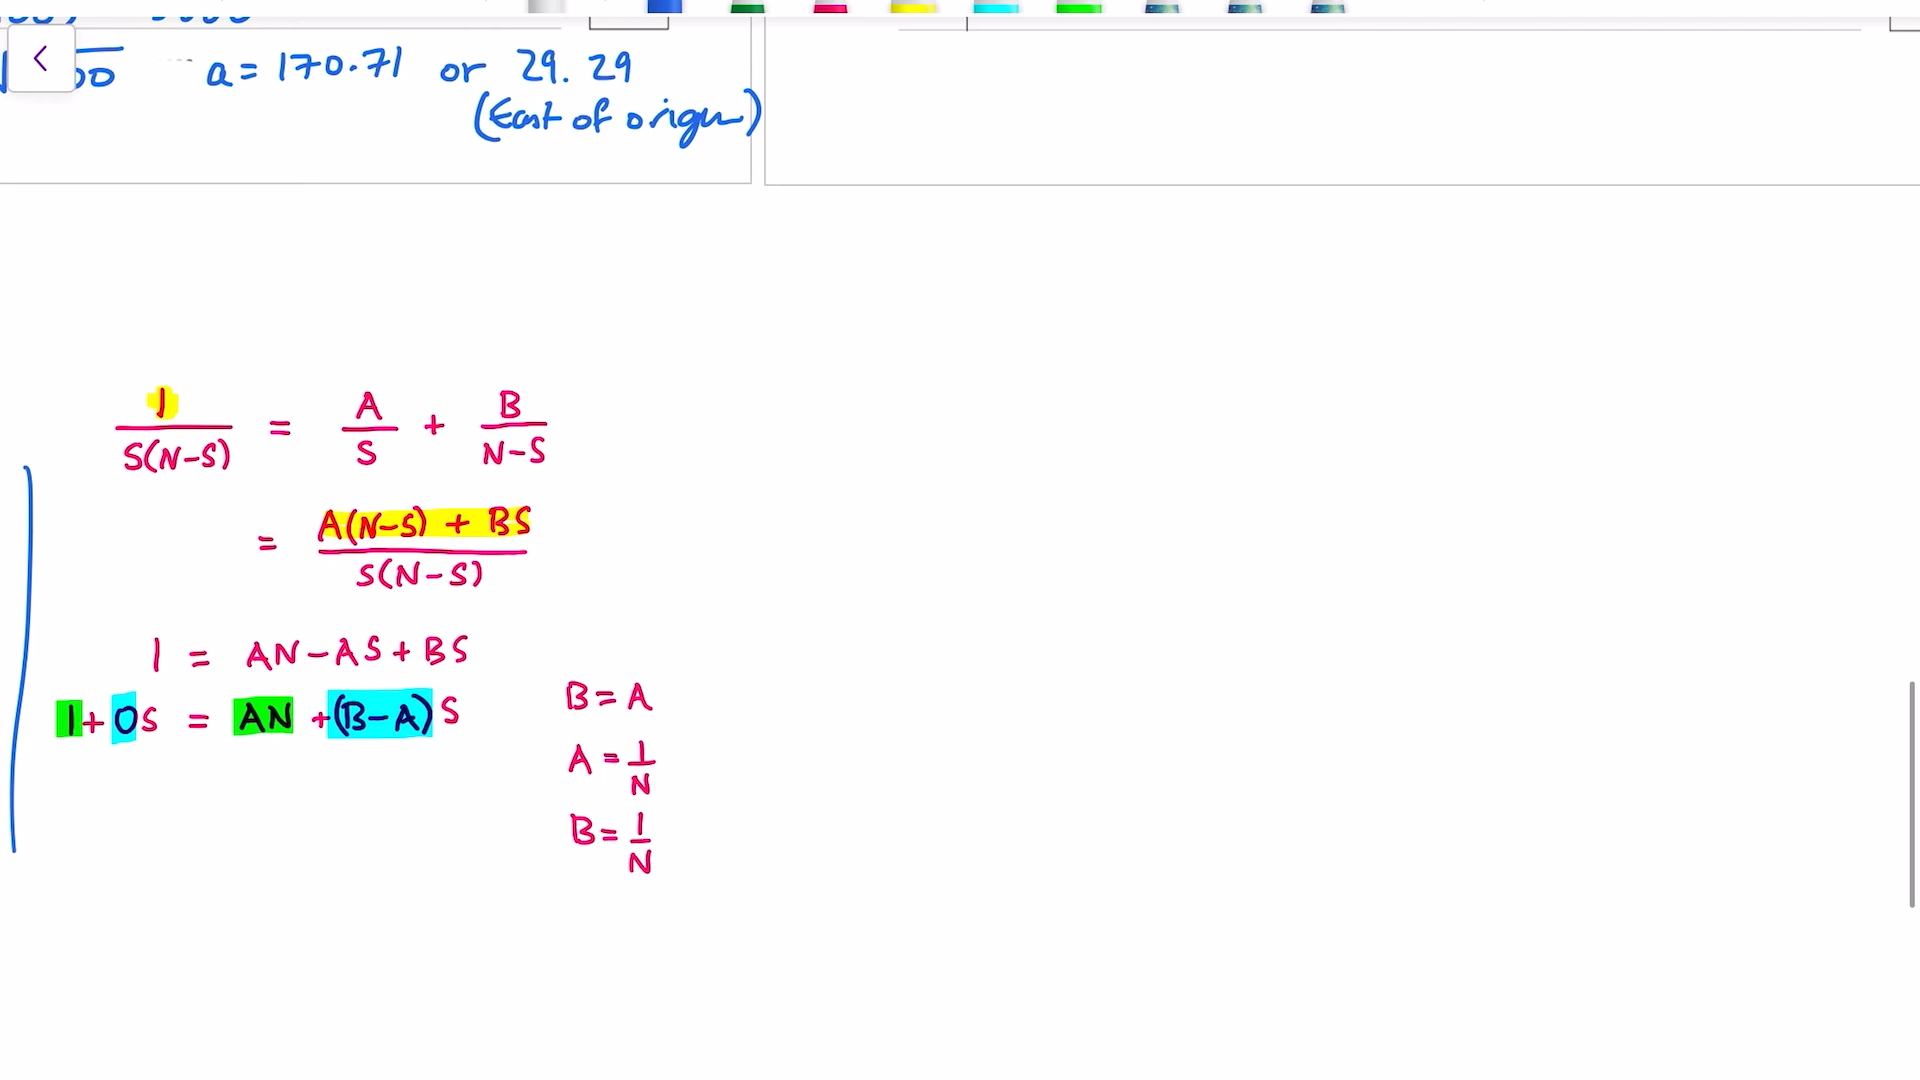 a = 170.71 or 29.29
(East of origin)
1/S(N-S) = A/S + B/N-S
= A(N-S) + BS/S(N-S)
1 = AN - AS + BS
1 + 0S = AN + (B-A)S
B = A
A = 1/N
B = 1/N